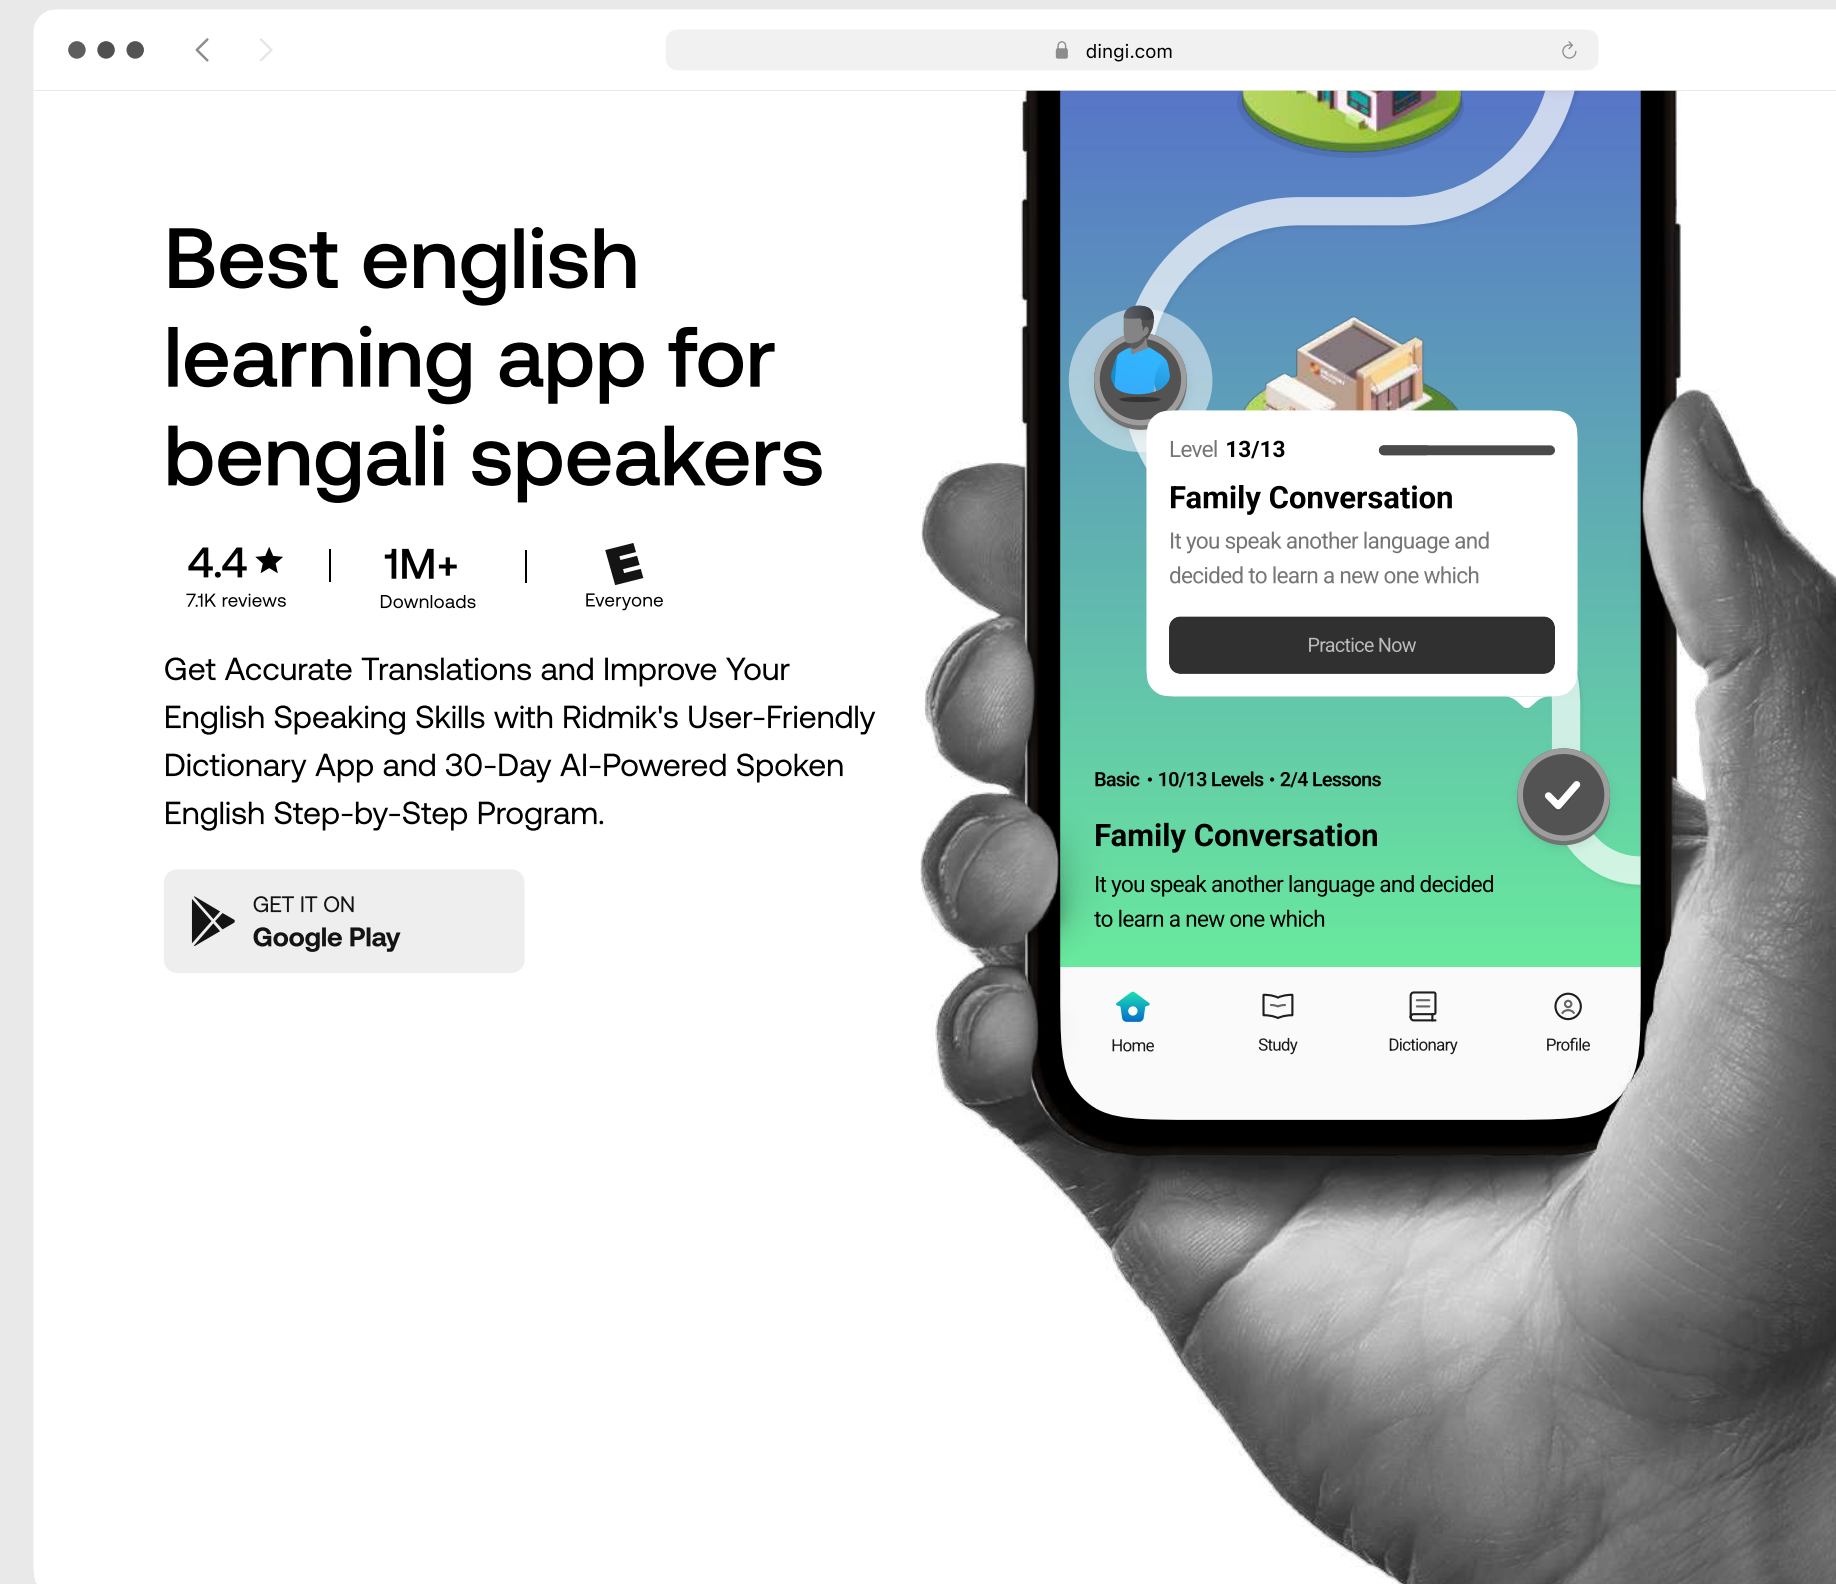 dingi.com
Best english
learning app for
bengali speakers
4.4
7.1K reviews
1M+
Downloads
E
Everyone
Get Accurate Translations and Improve Your
English Speaking Skills with Ridmik's User-Friendly
Dictionary App and 30-Day AI-Powered Spoken
English Step-by-Step Program.
GET IT ON
Google Play
Level 13/13
Family Conversation
It you speak another language and
decided to learn a new one which
Practice Now
Basic • 10/13 Levels • 2/4 Lessons
Family Conversation
It you speak another language and decided
to learn a new one which
Home
Study
Dictionary
Profile